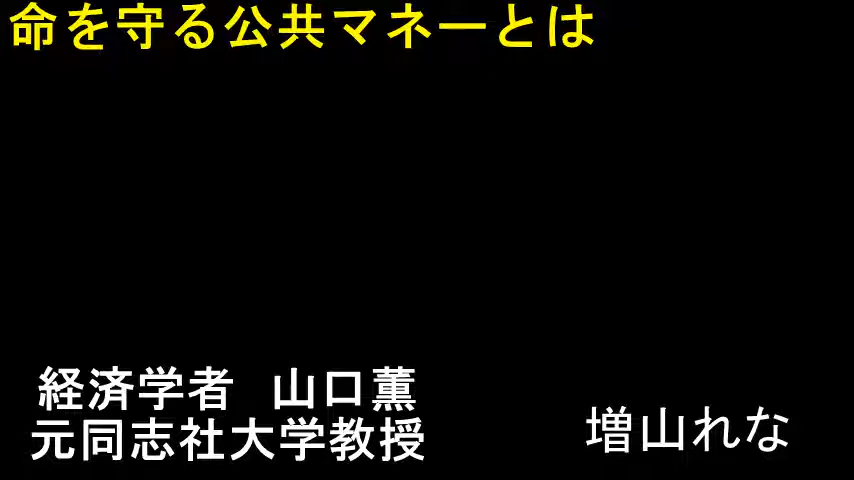 命を守る公共マネーとは
経済学者　山口薫
元同志社大学教授
増山れな